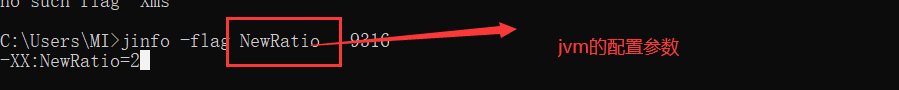 no such flag 'Xms'
C:\Users\MI>jinfo -flag NewRatio 9316
-XX:NewRatio=2
jvm的配置参数